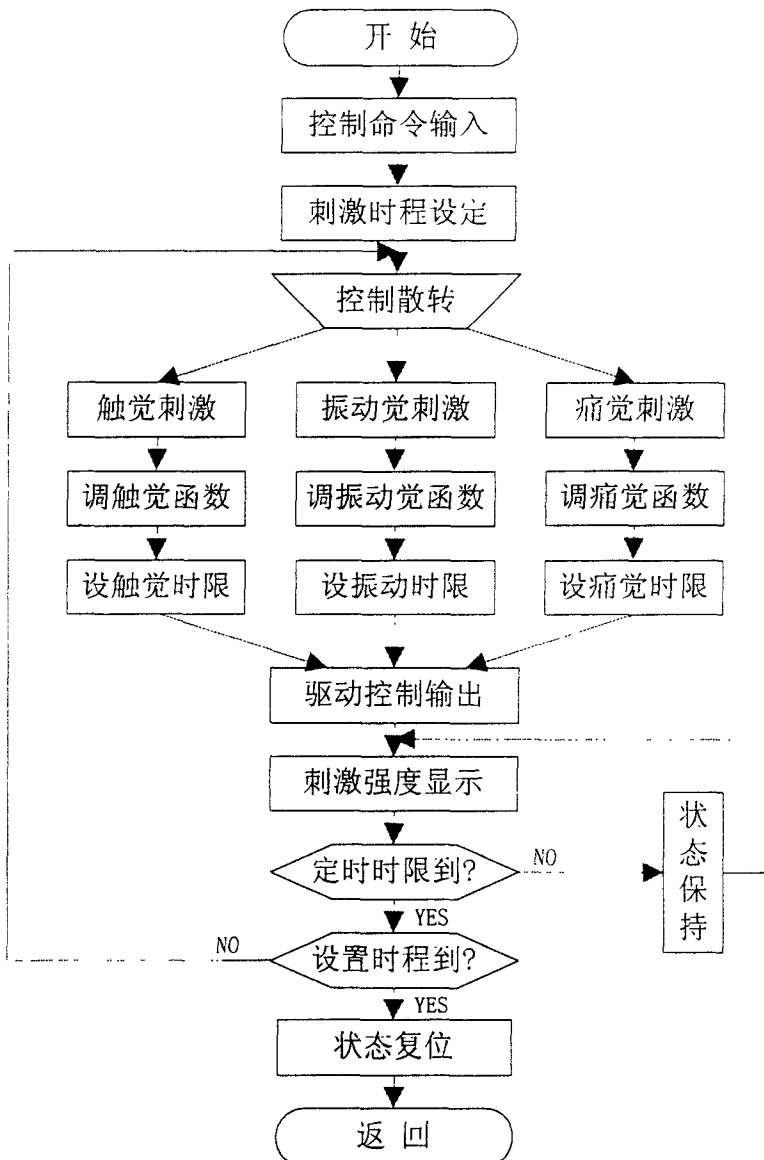 开 始
控制命令输入
刺激时程设定
控制散转
触觉刺激
振动觉刺激
痛觉刺激
调触觉函数
调振动觉函数
调痛觉函数
设触觉时限
设振动时限
设痛觉时限
驱动控制输出
刺激强度显示
定时时限到?
NO
状态保持
YES
NO
设置时程到?
YES
状态复位
返 回